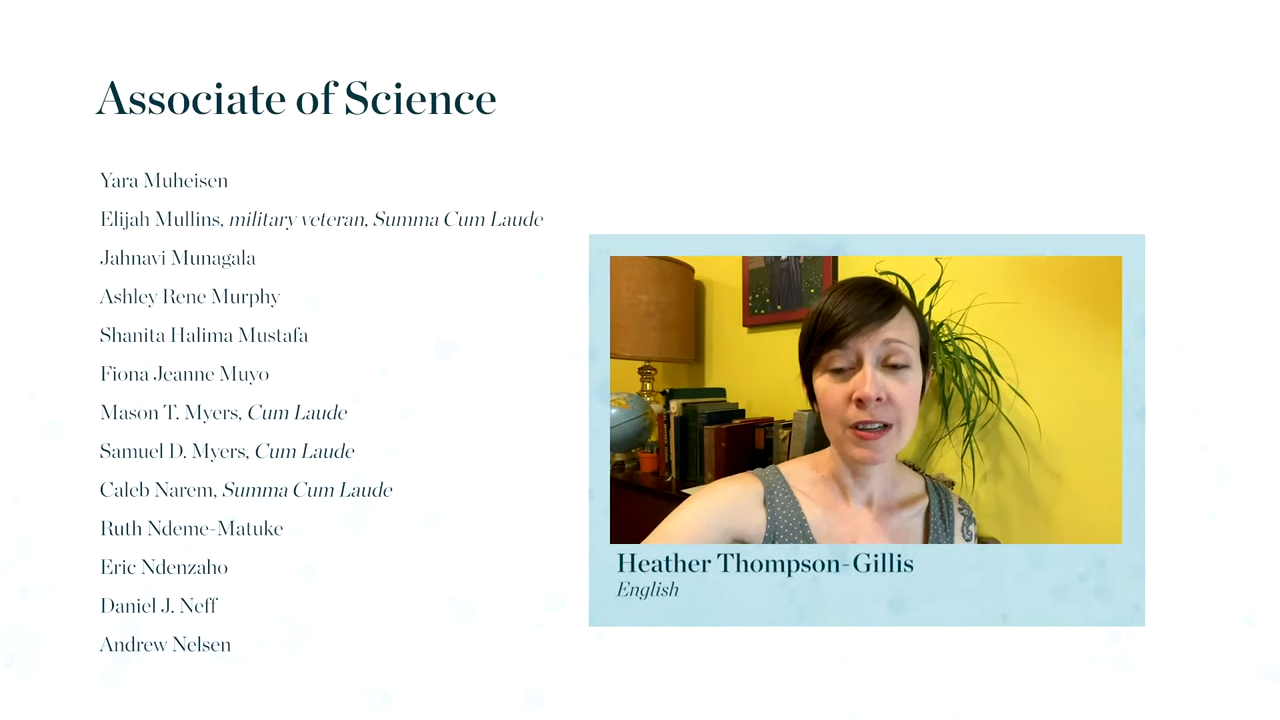 Associate of Science
Yara Muheisen
Elijah Mullins, military veteran, Summa Cum Laude
Jahnavi Munagala
Ashley Rene Murphy
Shanita Halima Mustafa
Fiona Jeanne Muyo
Mason T. Myers, Cum Laude
Samuel D. Myers, Cum Laude
Caleb Narem, Summa Cum Laude
Ruth Ndeme-Matuke
Eric Ndenzaho
Daniel J. Neff
Andrew Nelsen
Heather Thompson-Gillis
English